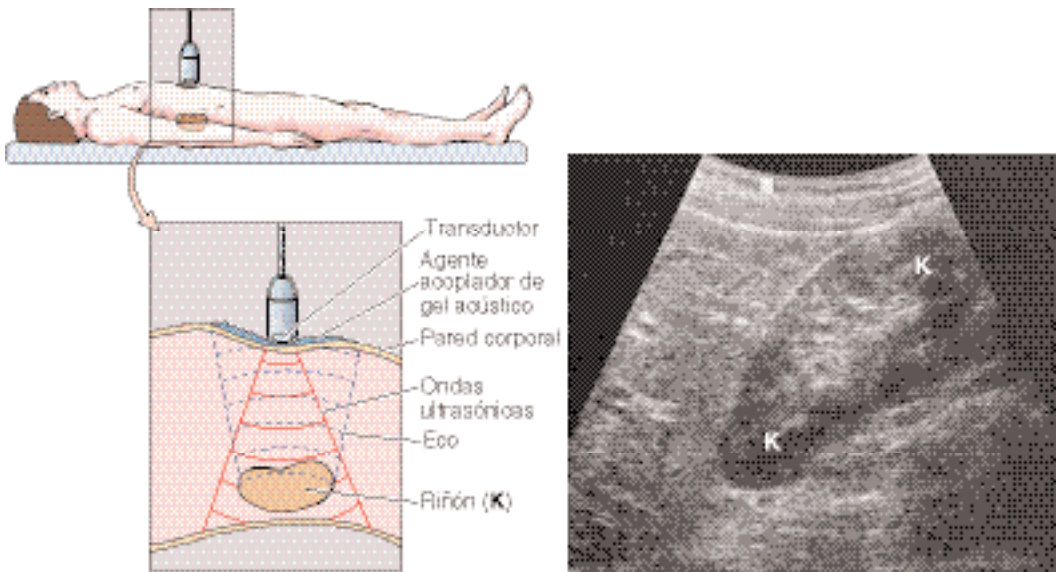 Transductor
Agente
acoplador de
gel acústico
Pared corporal
Ondas
ultrasónicas
Eco
Riñón (K)
K
K